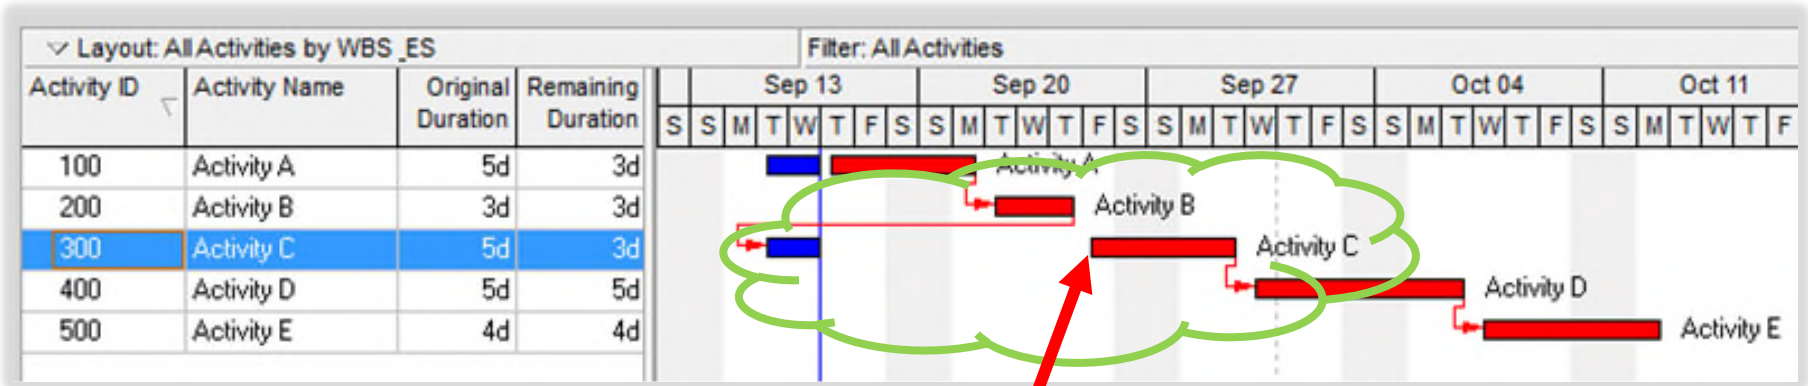 Layout: All Activities by WBS_ES Filter: All Activities
Activity ID Activity Name Original Duration Remaining Duration Sep 13 Sep 20 Sep 27 Oct 04 Oct 11
S S M T W T F S S M T W T F S S M T W T F S S M T W T F S S M T W T F
100 Activity A 5d 3d Activity A
200 Activity B 3d 3d Activity B
300 Activity C 5d 3d Activity C
400 Activity D 5d 5d Activity D
500 Activity E 4d 4d Activity E